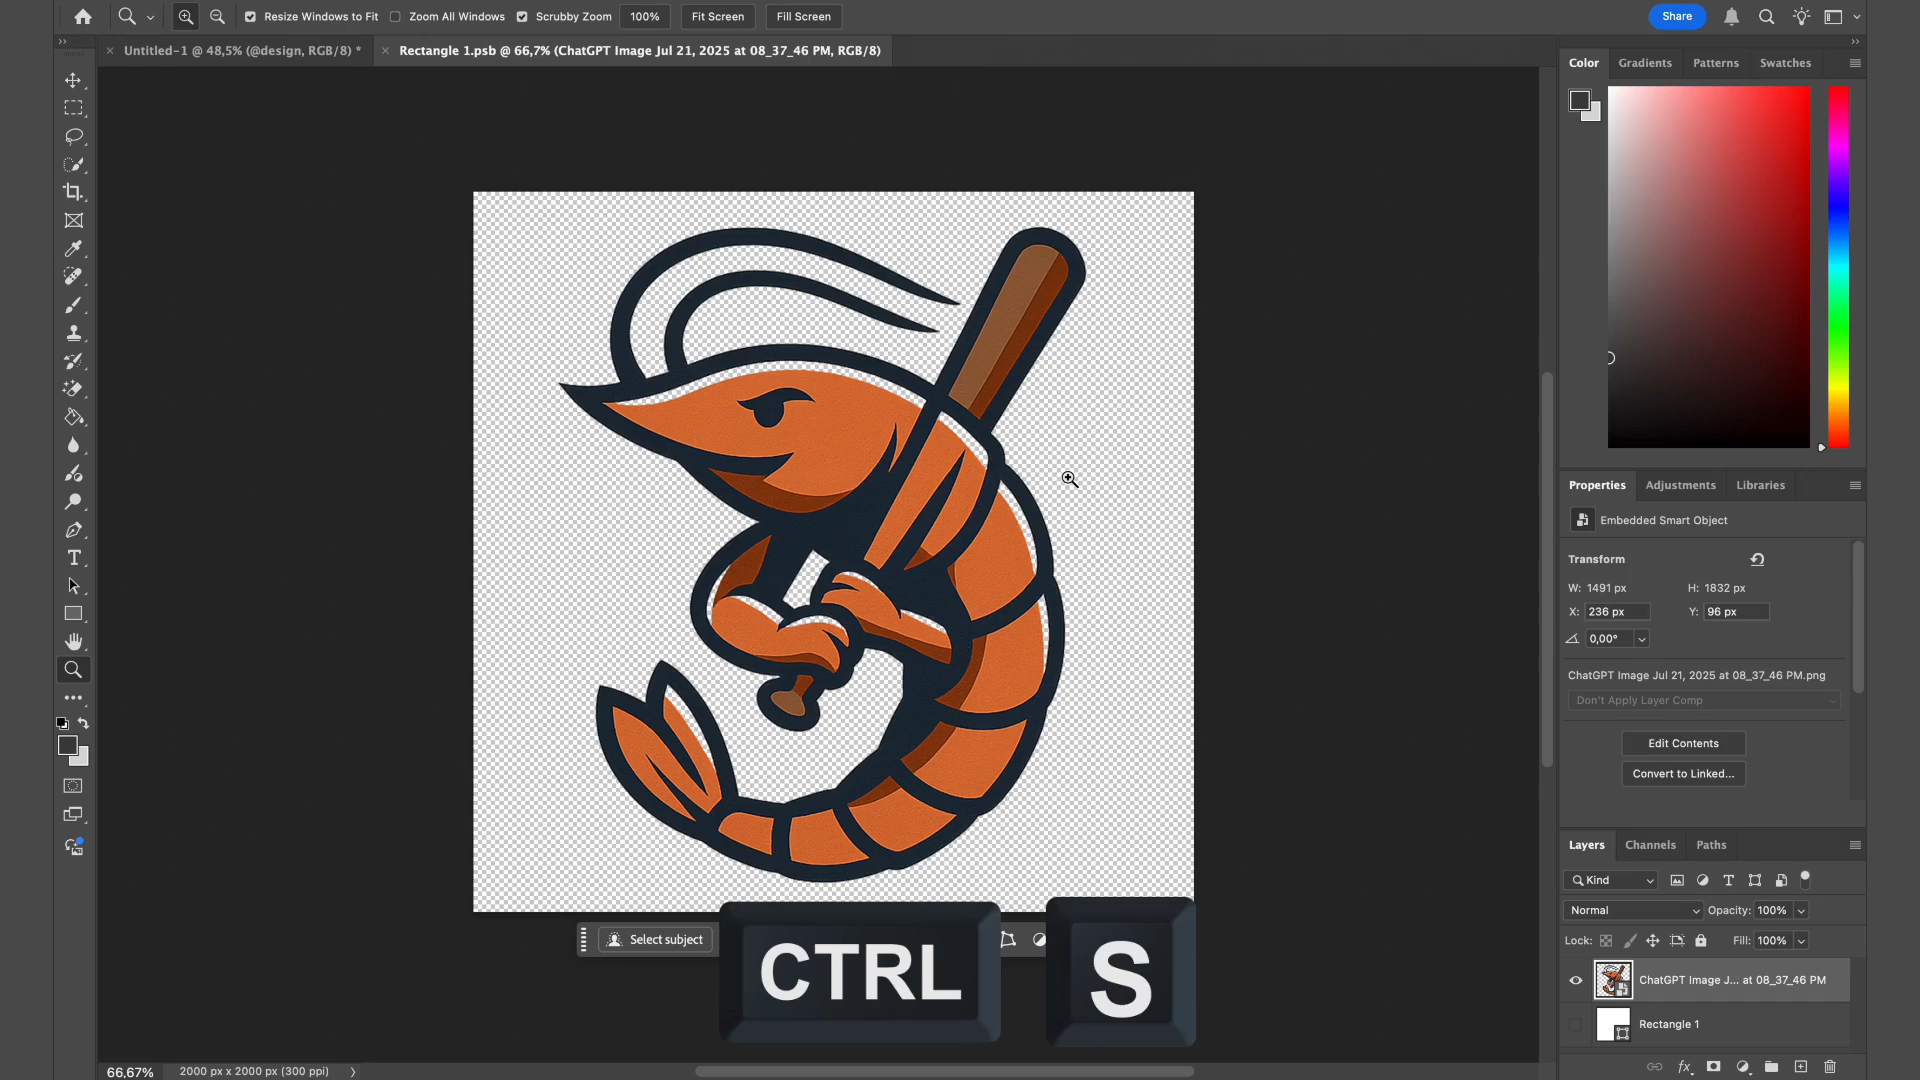 Resize Windows to Fit
Zoom All Windows
Scrubby Zoom
100%
Fit Screen
Fill Screen
Share
Untitled-1 @ 48,5% (@design, RGB/8) *
Rectangle 1.psb @ 66,7% (ChatGPT Image Jul 21, 2025 at 08_37_46 PM, RGB/8)
Color
Gradients
Patterns
Swatches
Properties
Adjustments
Libraries
Embedded Smart Object
Transform
W: 1491 px
H: 1832 px
X: 236 px
Y: 96 px
0,00°
ChatGPT Image Jul 21, 2025 at 08_37_46 PM.png
Don't Apply Layer Comp
Edit Contents
Convert to Linked...
Layers
Channels
Paths
Kind
Normal
Opacity: 100%
Lock:
Fill: 100%
ChatGPT Image J... at 08_37_46 PM
Rectangle 1
fx
Select subject
CTRL
S
66,67%
2000 px x 2000 px (300 ppi)